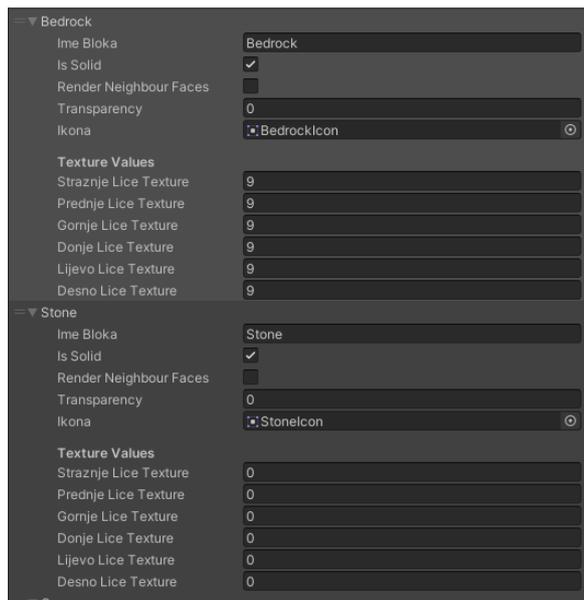 Bedrock
Ime Bloka Bedrock
Is Solid
Render Neighbour Faces
Transparency 0
Ikona BedrockIcon
Texture Values
Straznje Lice Texture 9
Prednje Lice Texture 9
Gornje Lice Texture 9
Donje Lice Texture 9
Lijevo Lice Texture 9
Desno Lice Texture 9
Stone
Ime Bloka Stone
Is Solid
Render Neighbour Faces
Transparency 0
Ikona StoneIcon
Texture Values
Straznje Lice Texture 0
Prednje Lice Texture 0
Gornje Lice Texture 0
Donje Lice Texture 0
Lijevo Lice Texture 0
Desno Lice Texture 0